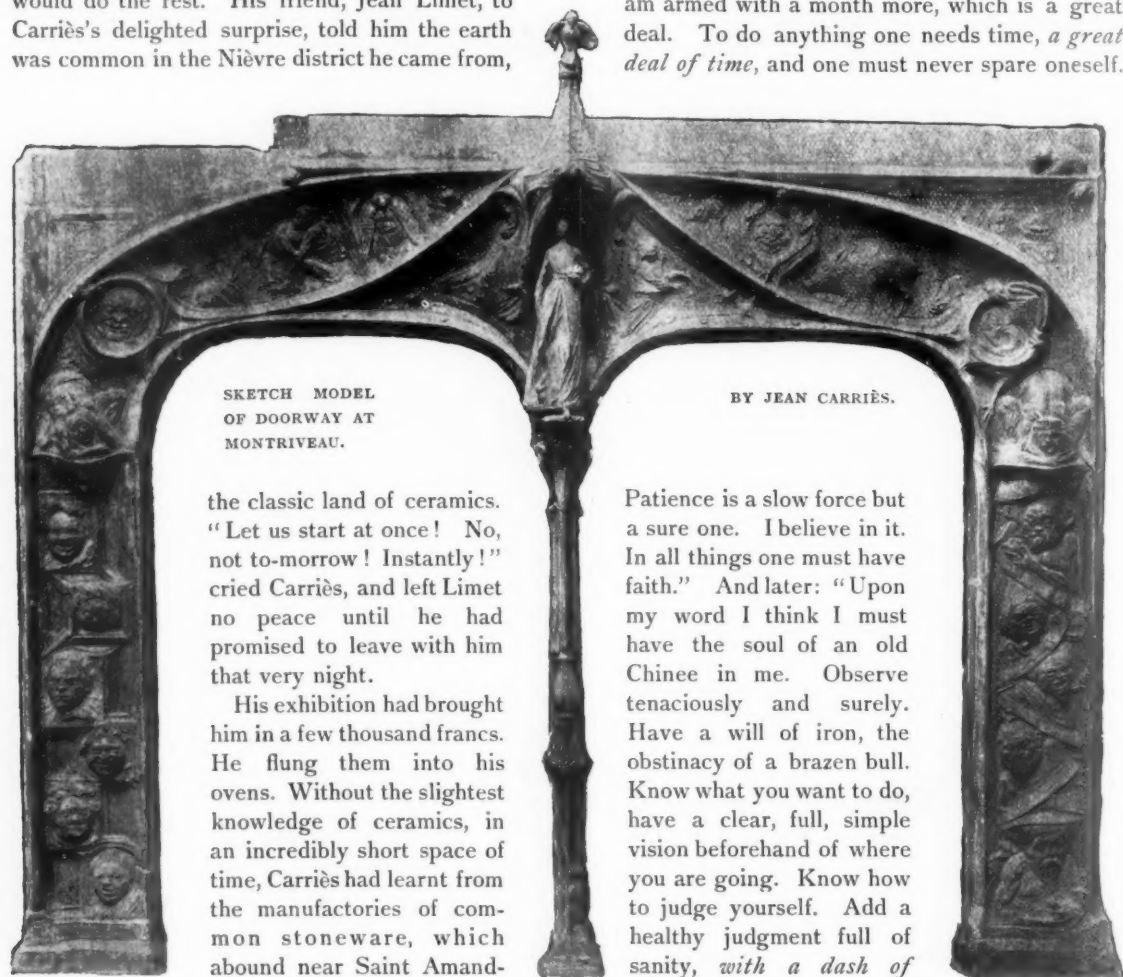 would do the rest. His friend, Jean Limet, to
Carriès's delighted surprise, told him the earth
was common in the Nièvre district he came from,
SKETCH MODEL
OF DOORWAY AT
MONTRIVEAU.
the classic land of ceramics.
“Let us start at once! No,
not to-morrow! Instantly!”
cried Carriès, and left Limet
no peace until he had
promised to leave with him
that very night.
His exhibition had brought
him in a few thousand francs.
He flung them into his
ovens. Without the slightest
knowledge of ceramics, in
an incredibly short space of
time, Carriès had learnt from
the manufactories of com-
mon stoneware, which
abound near Saint Amand-
am armed with a month more, which is a great
deal. To do anything one needs time, a great
deal of time, and one must never spare oneself.
BY JEAN CARRIÈS.
Patience is a slow force but
a sure one. I believe in it.
In all things one must have
faith.” And later: “Upon
my word I think I must
have the soul of an old
Chinee in me. Observe
tenaciously and surely.
Have a will of iron, the
obstinacy of a brazen bull.
Know what you want to do,
have a clear, full, simple
vision beforehand of where
you are going. Know how
to judge yourself. Add a
healthy judgment full of
sanity, with a dash of